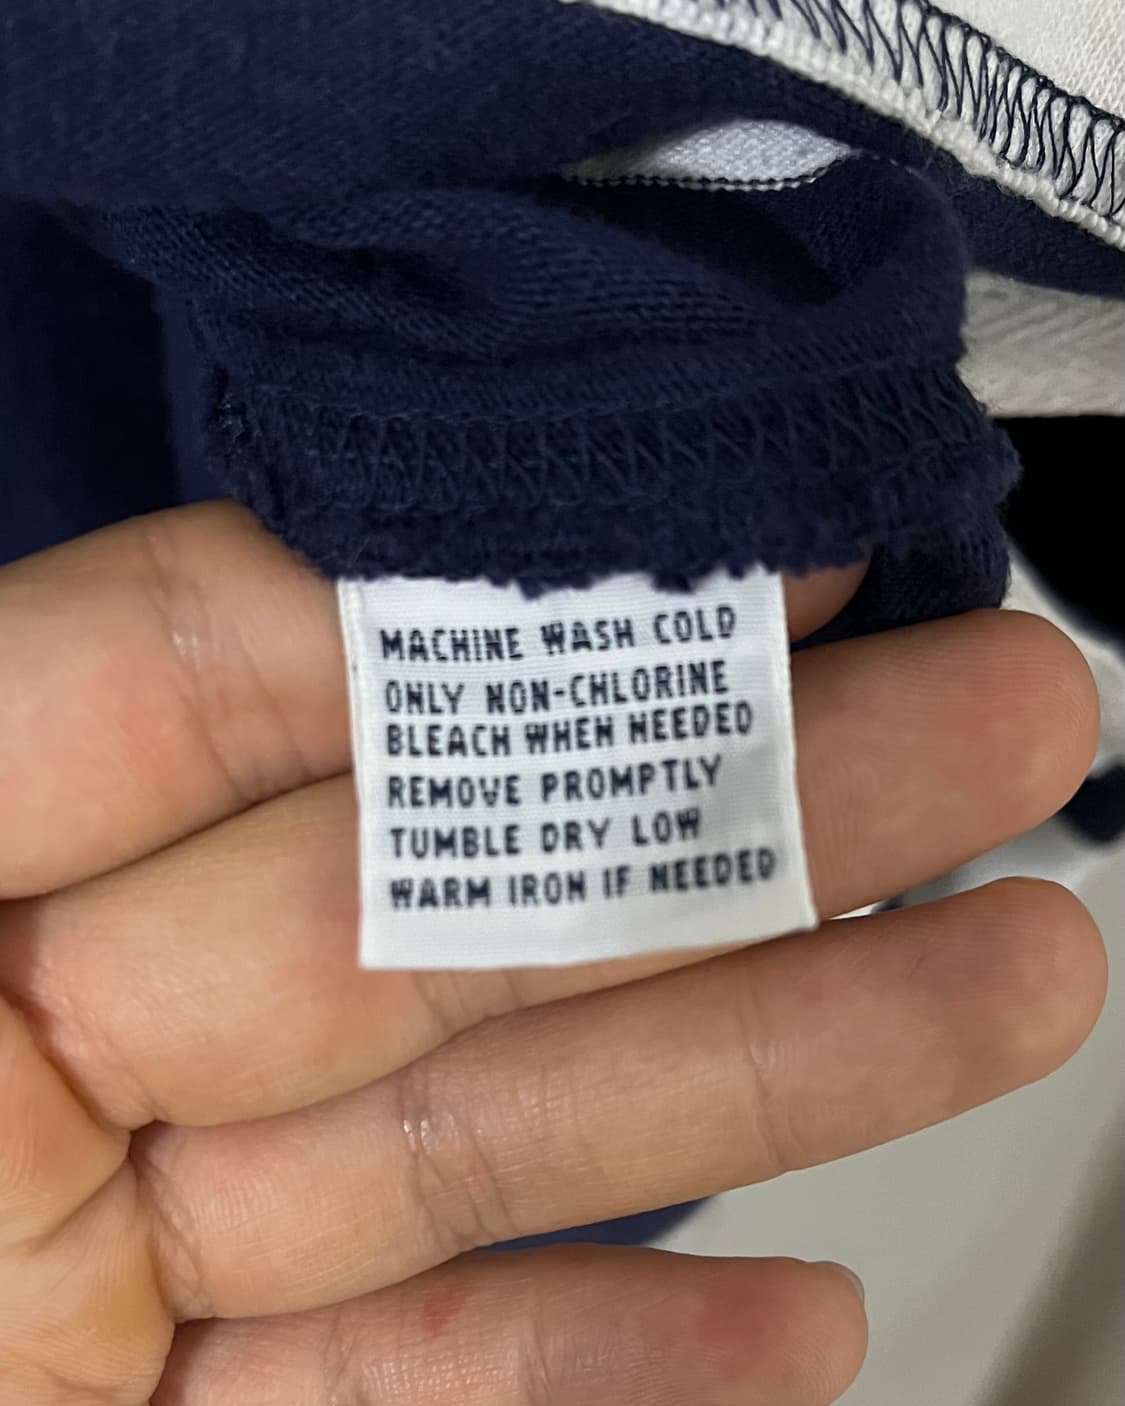 MACHINE WASH COLD
ONLY NON-CHLORINE
BLEACH WHEN NEEDED
REMOVE PROMPTLY
TUMBLE DRY LOW
WARM IRON IF NEEDED